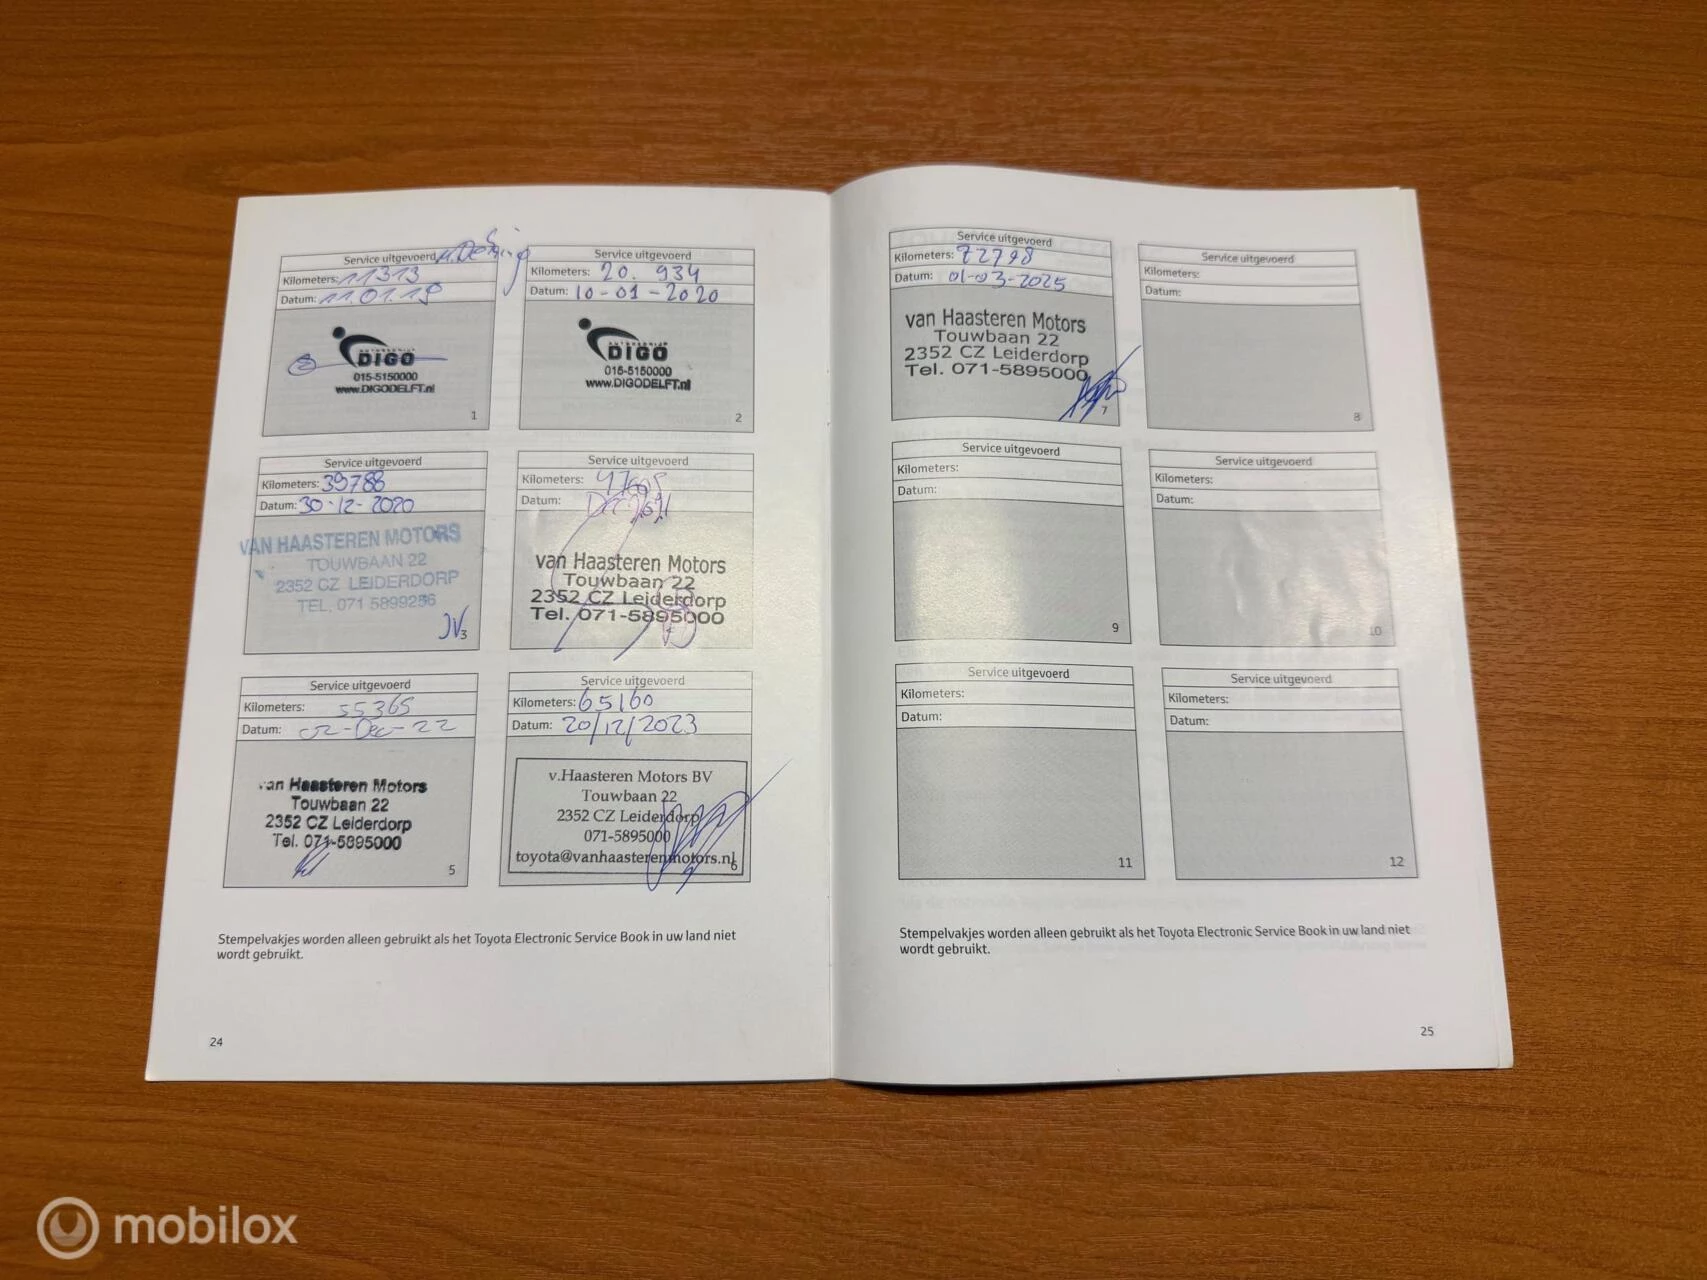 Service uitgevoerd
Kilometers: 11313
Datum: 11.01.19
DIGO
015-5150000
www.DIGODELFT.nl
1
Service uitgevoerd
Kilometers: 20.934
Datum: 10-01-2020
AUTOBEDRIJF
DIGO
015-5150000
www.DIGODELFT.nl
2
Service uitgevoerd
Kilometers: 39788
Datum: 30-12-2020
VAN HAASTEREN MOTORS
TOUWBAAN 22
2352 CZ LEIDERDORP
TEL. 071 5899256
3
Service uitgevoerd
Kilometers:
Datum:
van Haasteren Motors
Touwbaan 22
2352 CZ Leiderdorp
Tel. 071-5895000
Service uitgevoerd
Kilometers: 55365
Datum: 02-Dec-22
van Haasteren Motors
Touwbaan 22
2352 CZ Leiderdorp
Tel. 071-5895000
5
Service uitgevoerd
Kilometers: 65160
Datum: 20/12/2023
v.Haasteren Motors BV
Touwbaan 22
2352 CZ Leiderdorp
071-5895000
toyota@vanhaasterenmotors.nl
6
Stempelvakjes worden alleen gebruikt als het Toyota Electronic Service Book in uw land niet
wordt gebruikt.
24
Service uitgevoerd
Kilometers: 72798
Datum: 01-03-2025
van Haasteren Motors
Touwbaan 22
2352 CZ Leiderdorp
Tel. 071-5895000
7
Service uitgevoerd
Kilometers:
Datum:
8
Service uitgevoerd
Kilometers:
Datum:
9
Service uitgevoerd
Kilometers:
Datum:
10
Service uitgevoerd
Kilometers:
Datum:
11
Service uitgevoerd
Kilometers:
Datum:
12
Stempelvakjes worden alleen gebruikt als het Toyota Electronic Service Book in uw land niet
wordt gebruikt.
25
mobilox